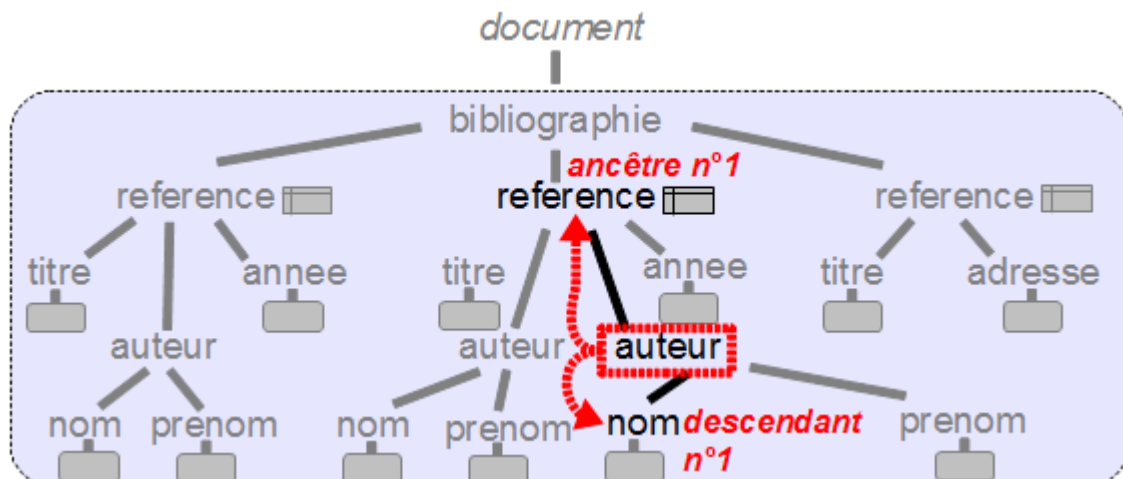 document
bibliographie
ancêtre n°1
reference reference reference
titre annee titre annee titre adresse
auteur auteur auteur
nom prenom nom prenom nom descendant prenom
n°1